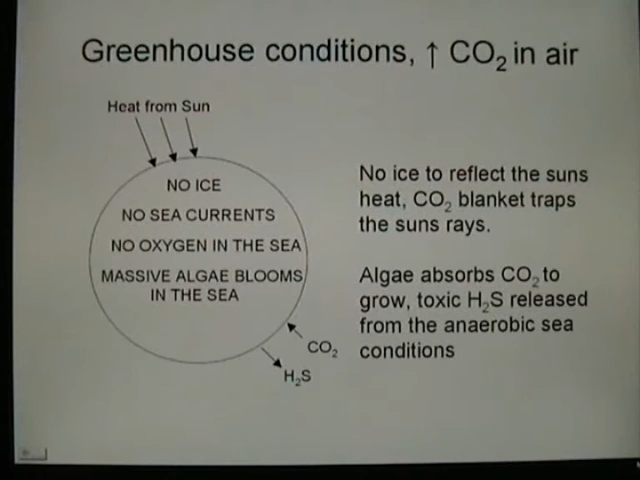 Greenhouse conditions, ↑ CO₂ in air
Heat from Sun
NO ICE
NO SEA CURRENTS
NO OXYGEN IN THE SEA
MASSIVE ALGAE BLOOMS
IN THE SEA
CO₂
H₂S
No ice to reflect the suns
heat, CO₂ blanket traps
the suns rays.
Algae absorbs CO₂ to
grow, toxic H₂S released
from the anaerobic sea
conditions